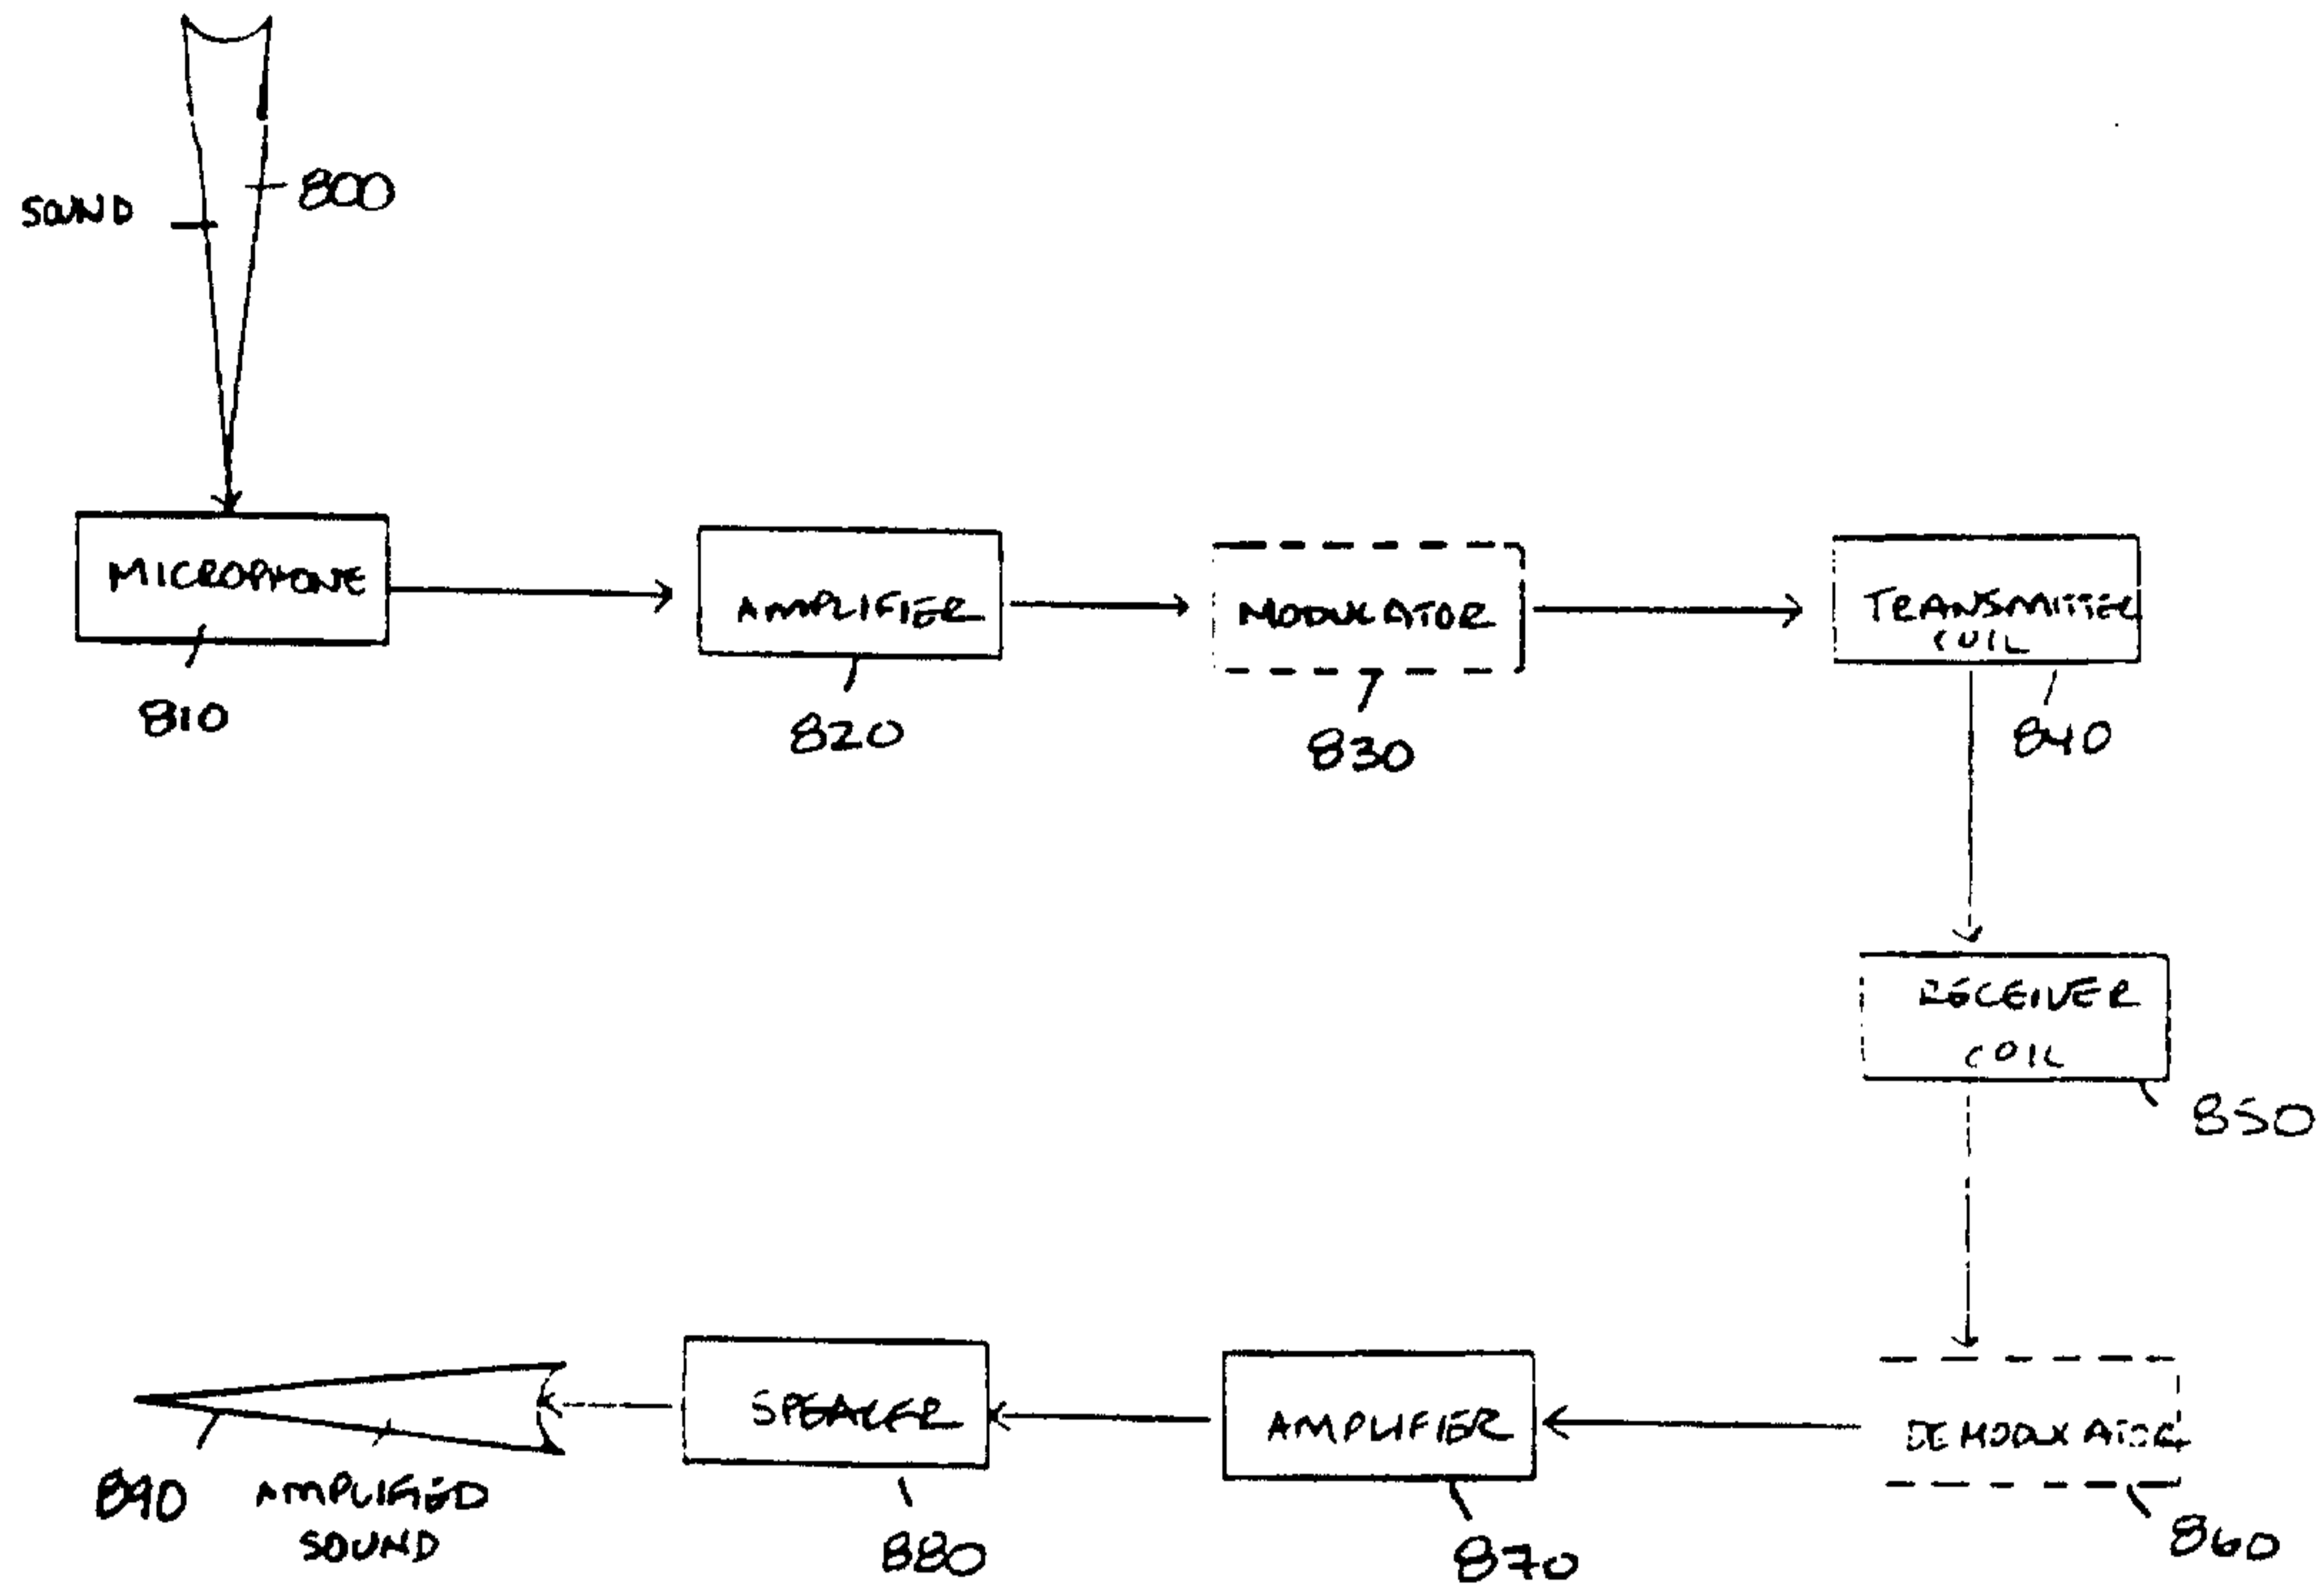 SOUND
800
MICROPHONE
810
AMPLIFIER
820
MODULATOR
830
TRANSMITTER
COIL
840
RECEIVER
COIL
850
DEMODULATOR
860
AMPLIFIER
870
SPEAKER
880
890
AMPLIFIED
SOUND